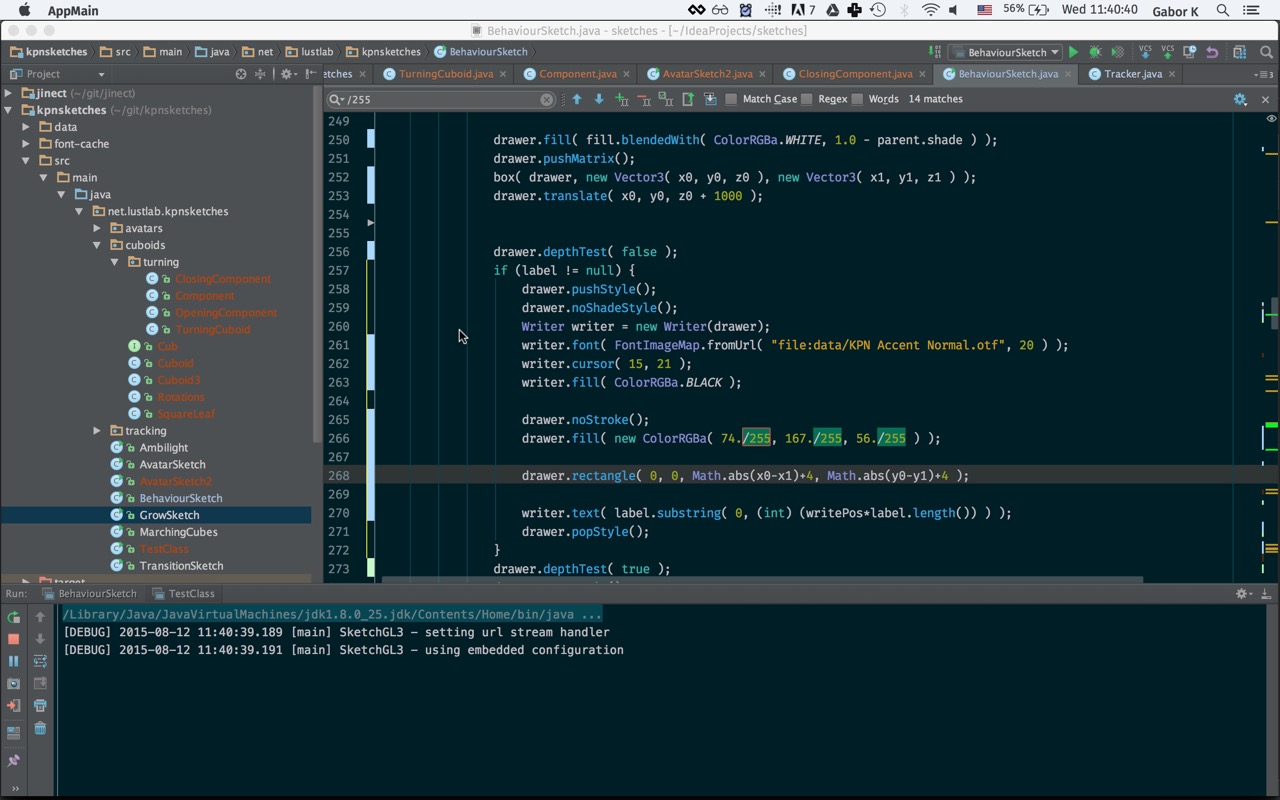 AppMain
7
56%
Wed 11:40:40
Gabor K
BehaviourSketch.java - sketches - [~/IdeaProjects/sketches]
kpnsketches
src
main
java
net
lustlab
kpnsketches
BehaviourSketch
BehaviourSketch
VCS
VCS
Project
etches
TurningCuboid.java
Component.java
AvatarSketch2.java
ClosingComponent.java
BehaviourSketch.java
Tracker.java
3
/255
Match Case
Regex
Words
14 matches
jinect (~/git/jinect)
kpnsketches (~/git/kpnsketches)
data
font-cache
src
main
java
net.lustlab.kpnsketches
avatars
cuboids
turning
ClosingComponent
Component
OpeningComponent
TurningCuboid
Cub
Cuboid
Cuboid3
Rotations
SquareLeaf
tracking
Ambilight
AvatarSketch
AvatarSketch2
BehaviourSketch
GrowSketch
MarchingCubes
TestClass
TransitionSketch
target
249
250 drawer.fill( fill.blendedWith( ColorRGBa.WHITE, 1.0 - parent.shade ) );
251 drawer.pushMatrix();
252 box( drawer, new Vector3( x0, y0, z0 ), new Vector3( x1, y1, z1 ) );
253 drawer.translate( x0, y0, z0 + 1000 );
254
255
256 drawer.depthTest( false );
257 if (label != null) {
258 drawer.pushStyle();
259 drawer.noShadeStyle();
260 Writer writer = new Writer(drawer);
261 writer.font( FontImageMap.fromUrl( "file:data/KPN Accent Normal.otf", 20 ) );
262 writer.cursor( 15, 21 );
263 writer.fill( ColorRGBa.BLACK );
264
265 drawer.noStroke();
266 drawer.fill( new ColorRGBa( 74./255, 167./255, 56./255 ) );
267
268 drawer.rectangle( 0, 0, Math.abs(x0-x1)+4, Math.abs(y0-y1)+4 );
269
270 writer.text( label.substring( 0, (int) (writePos*label.length()) ) );
271 drawer.popStyle();
272 }
273 drawer.depthTest( true );
Run:
BehaviourSketch
TestClass
/Library/Java/JavaVirtualMachines/jdk1.8.0_25.jdk/Contents/Home/bin/java ...
[DEBUG] 2015-08-12 11:40:39.189 [main] SketchGL3 - setting url stream handler
[DEBUG] 2015-08-12 11:40:39.191 [main] SketchGL3 - using embedded configuration